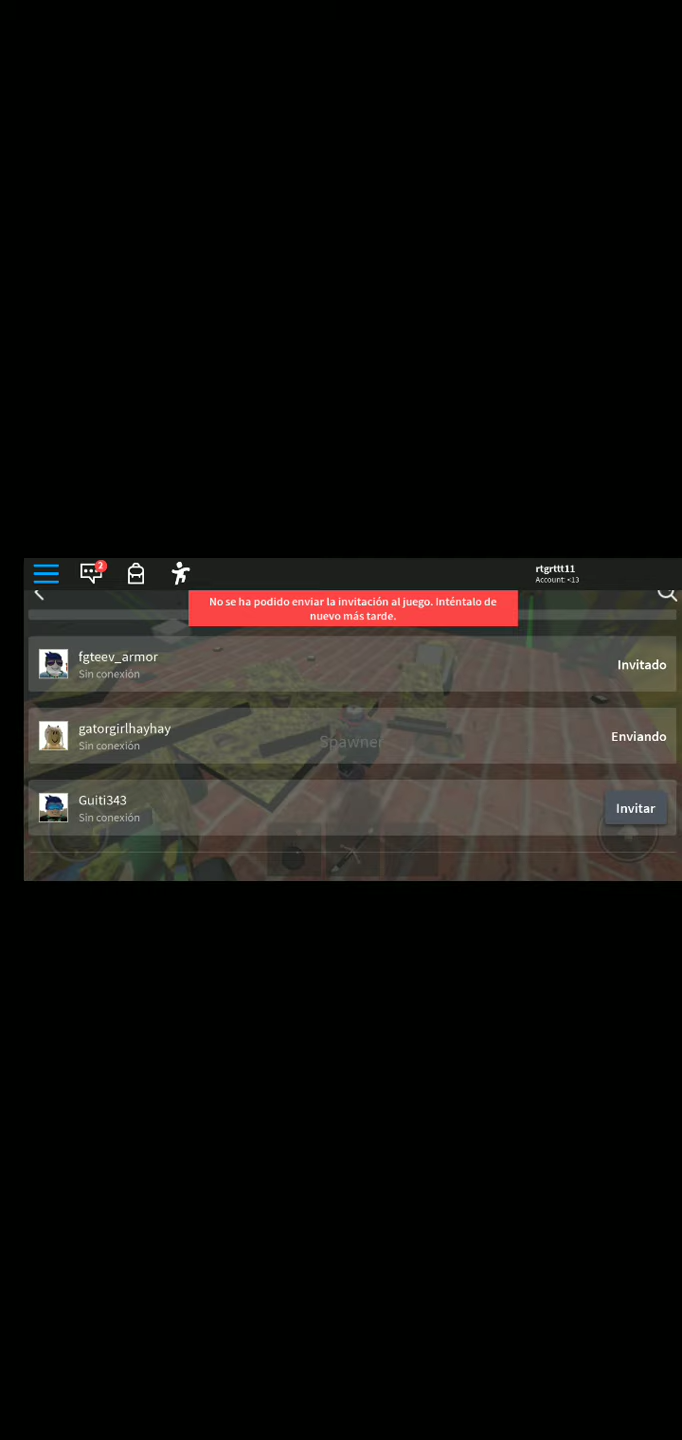 2
rtgrttt11
Account: <13
No se ha podido enviar la invitación al juego. Inténtalo de
nuevo más tarde.
fgteev_armor
Sin conexión
Invitado
gatorgirlhayhay
Sin conexión
Enviando
Spawner
Guiti343
Sin conexión
Invitar